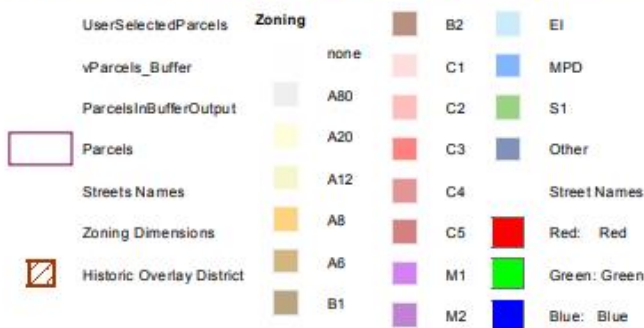 UserSelectedParcels
vParcels_Buffer
ParcelsInBufferOutput
Parcels
Streets Names
Zoning Dimensions
Historic Overlay District
Zoning
none
A80
A20
A12
A8
A6
B1
B2
C1
C2
C3
C4
C5
M1
M2
EI
MPD
S1
Other
Street Names
Red: Red
Green: Green
Blue: Blue